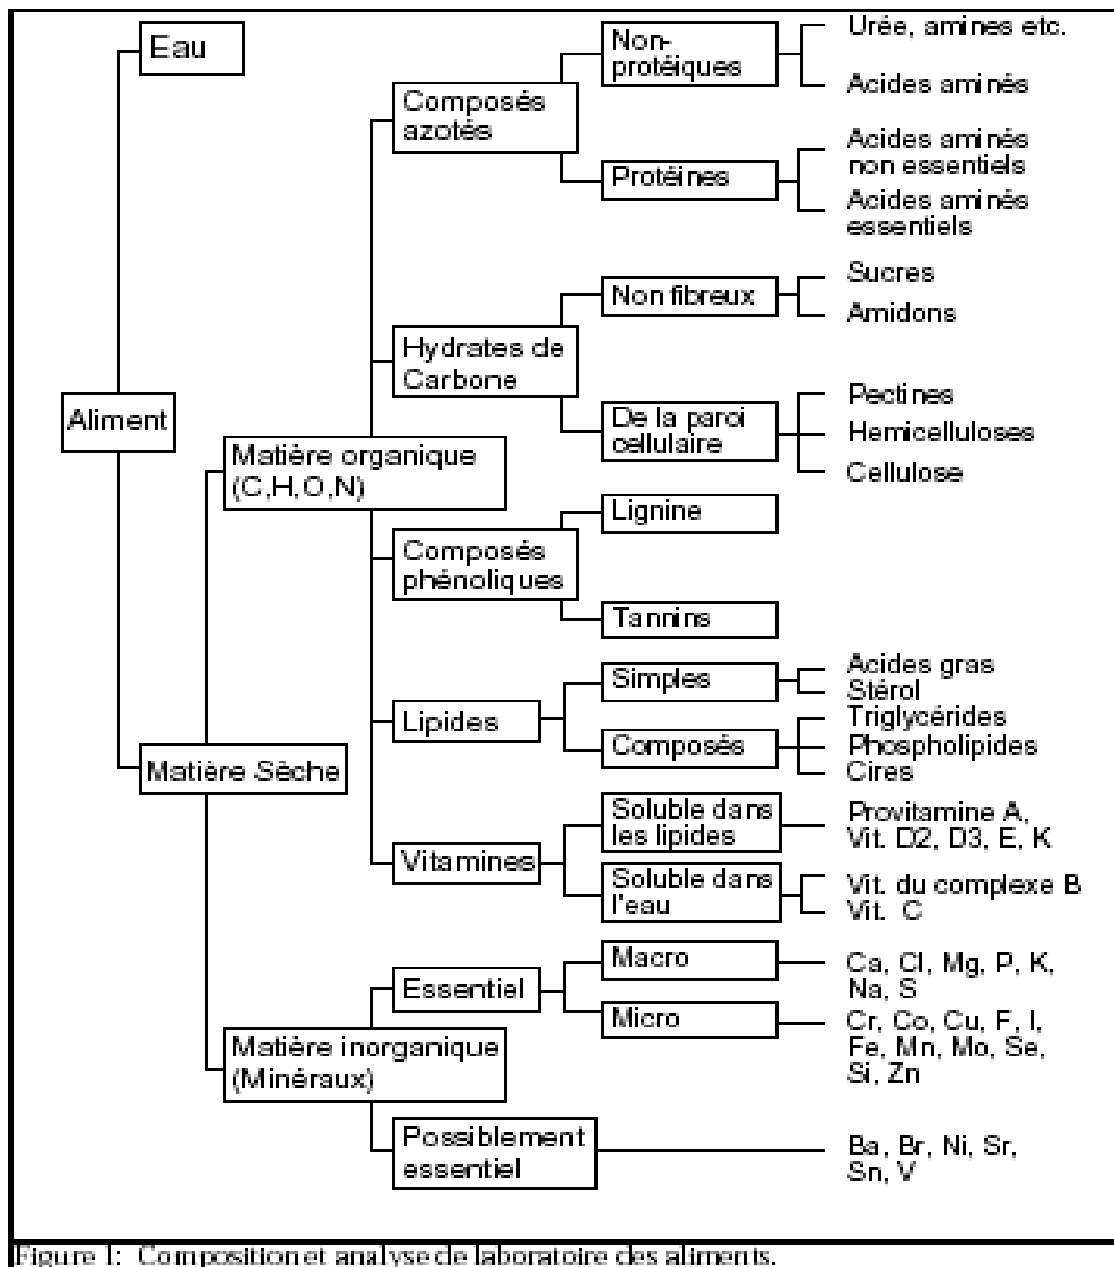 Eau
Non-
protéiques
Urée, amines etc.
Acides aminés
Composés
azotés
Protéines
Acides aminés
non essentiels
Acides aminés
essentiels
Non fibreux
Sucres
Amidons
Hydrates de
Carbone
De la paroi
cellulaire
Pectines
Hemicelluloses
Cellulose
Aliment
Matière organique
(C,H,O,N)
Lignine
Composés
phénoliques
Tannins
Simples
Acides gras
Stérol
Lipides
Composés
Triglycérides
Phospholipides
Cires
Matière Sèche
Soluble dans
les lipides
Provitamine A,
Vit. D2, D3, E, K
Vitamines
Soluble dans
l'eau
Vit. du complexe B
Vit. C
Essentiel
Macro
Ca, Cl, Mg, P, K,
Na, S
Micro
Cr, Co, Cu, F, I,
Fe, Mn, Mo, Se,
Si, Zn
Matière inorganique
(Minéraux)
Possiblement
essentiel
Ba, Br, Ni, Sr,
Sn, V
Figure 1: Composition et analyse de laboratoire des aliments.